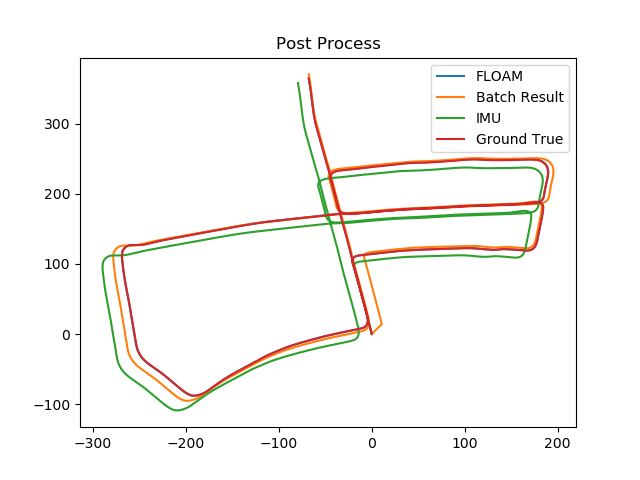 Post Process
FLOAM
Batch Result
IMU
Ground True
300
200
100
0
−100
−300
−200
−100
0
100
200